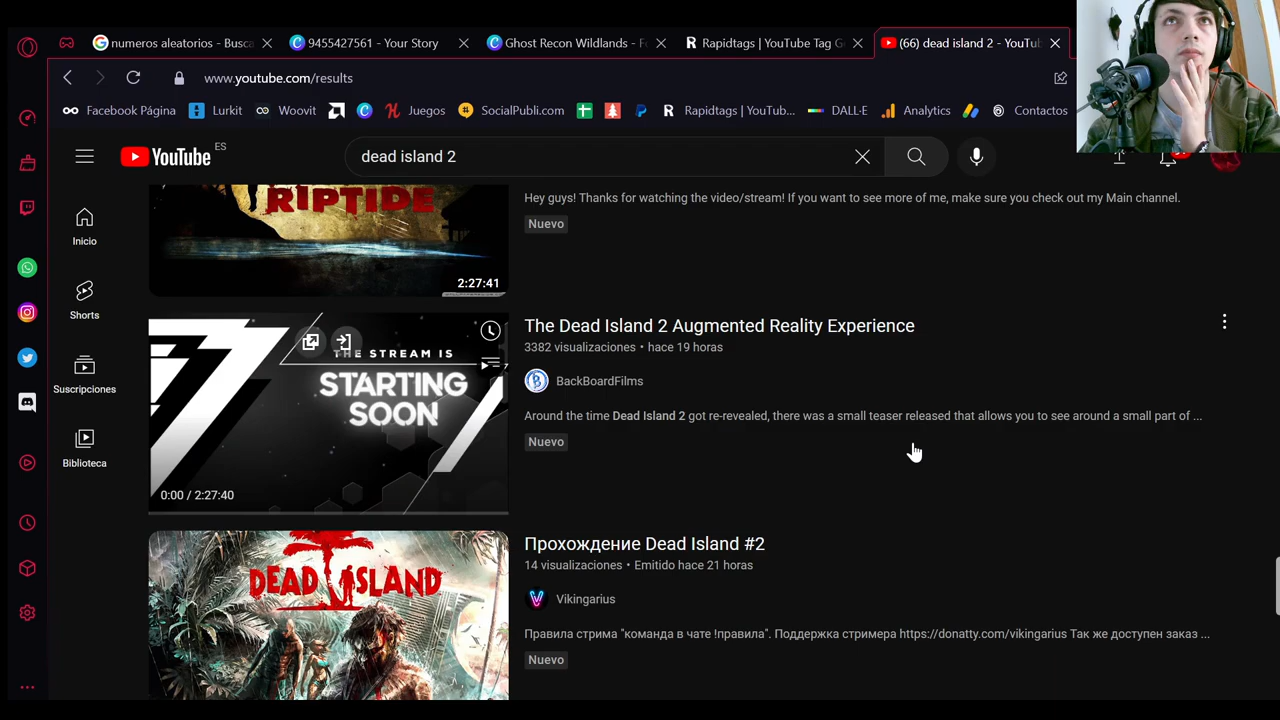 numeros aleatorios - Busca
9455427561 - Your Story
Ghost Recon Wildlands - Fo
Rapidtags | YouTube Tag G
(66) dead island 2 - YouTu
www.youtube.com/results
Facebook Página
Lurkit
Woovit
Juegos
SocialPubli.com
Rapidtags | YouTub...
DALL-E
Analytics
Contactos
YouTube ES
dead island 2
Inicio
Shorts
Suscripciones
Biblioteca
RIPTIDE
2:27:41
Hey guys! Thanks for watching the video/stream! If you want to see more of me, make sure you check out my Main channel.
Nuevo
THE STREAM IS
STARTING
SOON
0:00 / 2:27:40
The Dead Island 2 Augmented Reality Experience
3382 visualizaciones • hace 19 horas
BackBoardFilms
Around the time Dead Island 2 got re-revealed, there was a small teaser released that allows you to see around a small part of ...
Nuevo
DEAD ISLAND
Прохождение Dead Island #2
14 visualizaciones • Emitido hace 21 horas
Vikingarius
Правила стрима "команда в чате !правила". Поддержка стримера https://donatty.com/vikingarius Так же доступен заказ ...
Nuevo